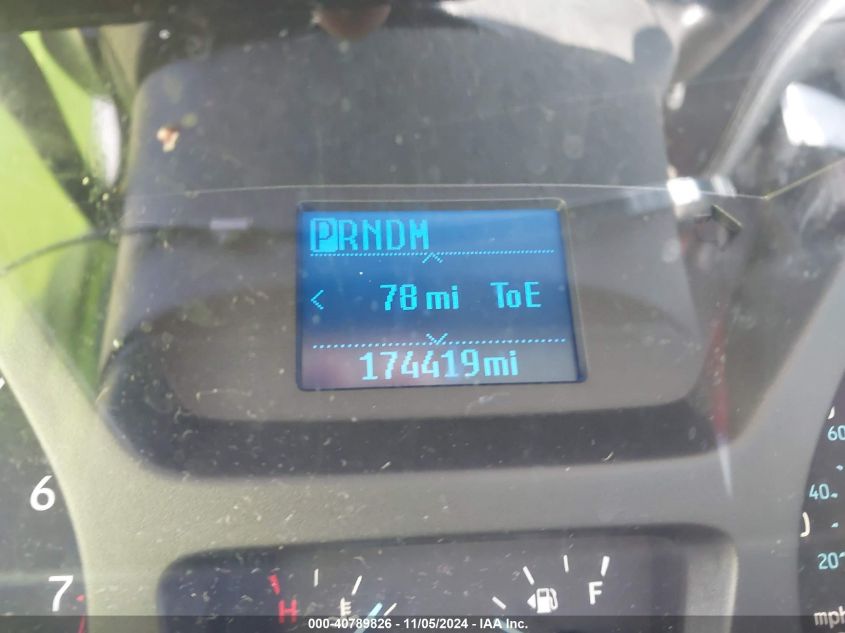 PRNDM
< 78 mi ToE
174419mi
6
7
H
F
60
40
20
mph
000-40789826 - 11/05/2024 - IAA Inc.